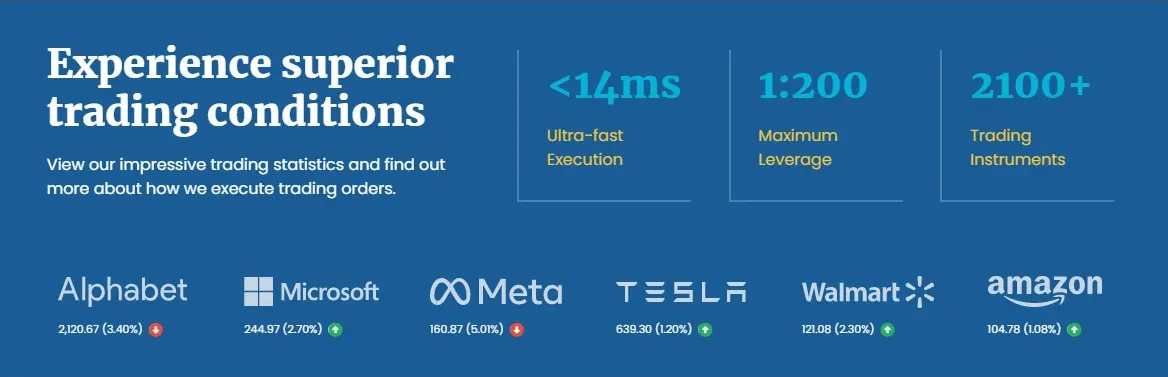 Experience superior
trading conditions
View our impressive trading statistics and find out
more about how we execute trading orders.
<14ms
Ultra-fast
Execution
1:200
Maximum
Leverage
2100+
Trading
Instruments
Alphabet
2,120.67 (3.40%)
Microsoft
244.97 (2.70%)
Meta
160.87 (5.01%)
TESLA
639.30 (1.20%)
Walmart
121.08 (2.30%)
amazon
104.78 (1.08%)